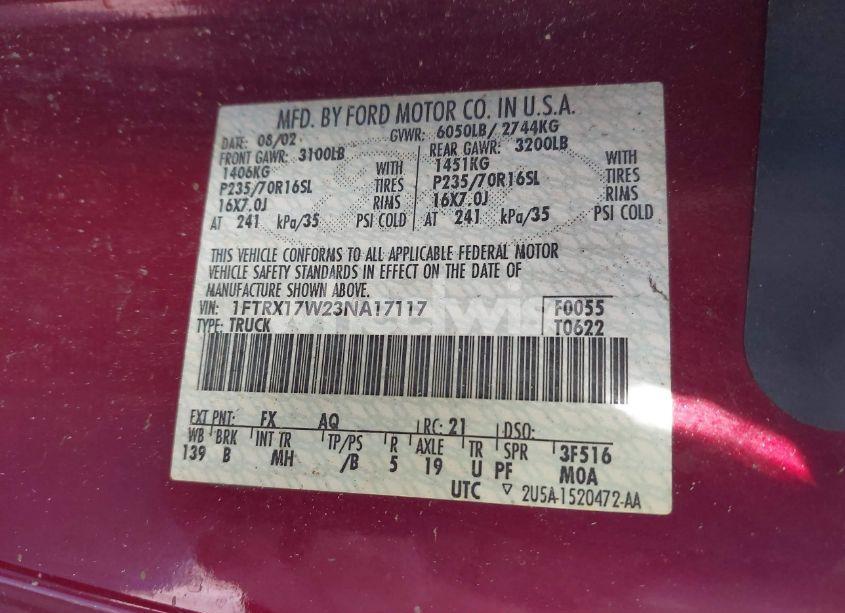 MFD. BY FORD MOTOR CO. IN U.S.A.
DATE: 08/02 GVWR: 6050LB/ 2744KG
FRONT GAWR: 3100LB REAR GAWR: 3200LB
1406KG WITH 1451KG WITH
P235/70R16SL TIRES P235/70R16SL TIRES
16X7.0J RIMS 16X7.0J RIMS
AT 241 kPa/35 PSI COLD AT 241 kPa/35 PSI COLD
THIS VEHICLE CONFORMS TO ALL APPLICABLE FEDERAL MOTOR
VEHICLE SAFETY STANDARDS IN EFFECT ON THE DATE OF
MANUFACTURE SHOWN ABOVE.
VIN: 1FTRX17W23NA17117 F0055
TYPE: TRUCK T0622
EXT PNT: FX AQ RC: 21 DSO:
WB BRK INT TR TP/PS R AXLE TR SPR 3F516
139 B MH /B 5 19 U PF MOA
UTC ▽ 2U5A-1520472-AA